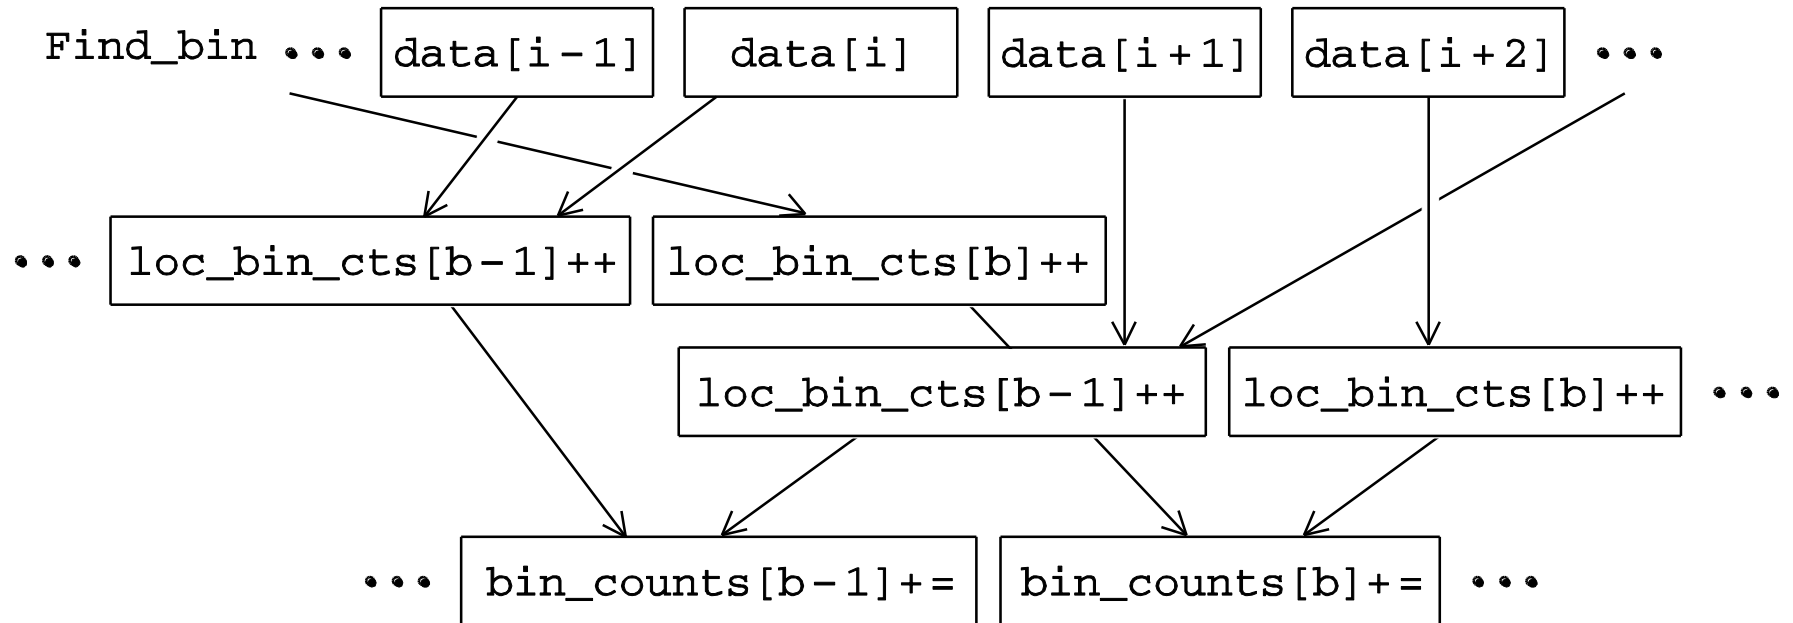 Find_bin ••• data[i-1] data[i] data[i+1] data[i+2] •••
••• loc_bin_cts[b-1]++ loc_bin_cts[b]++
loc_bin_cts[b-1]++ loc_bin_cts[b]++ •••
••• bin_counts[b-1]+= bin_counts[b]+= •••